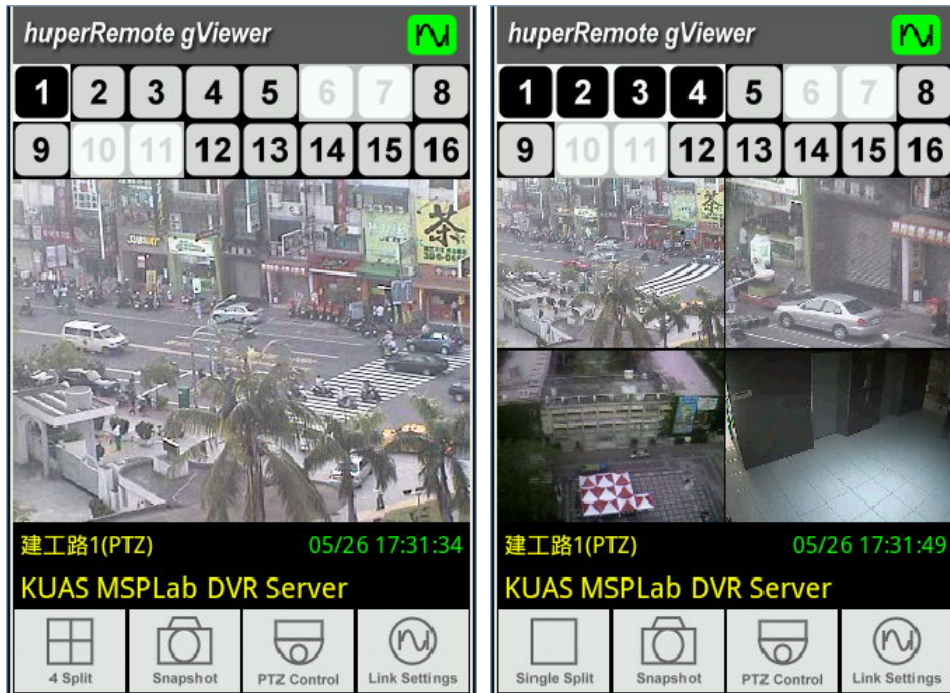 huperRemote gViewer
1 2 3 4 5 6 7 8
9 10 11 12 13 14 15 16
SUBWAY
茶
建工路1(PTZ) 05/26 17:31:34
KUAS MSPLab DVR Server
4 Split Snapshot PTZ Control Link Settings
huperRemote gViewer
1 2 3 4 5 6 7 8
9 10 11 12 13 14 15 16
建工路1(PTZ) 05/26 17:31:49
KUAS MSPLab DVR Server
Single Split Snapshot PTZ Control Link Settings